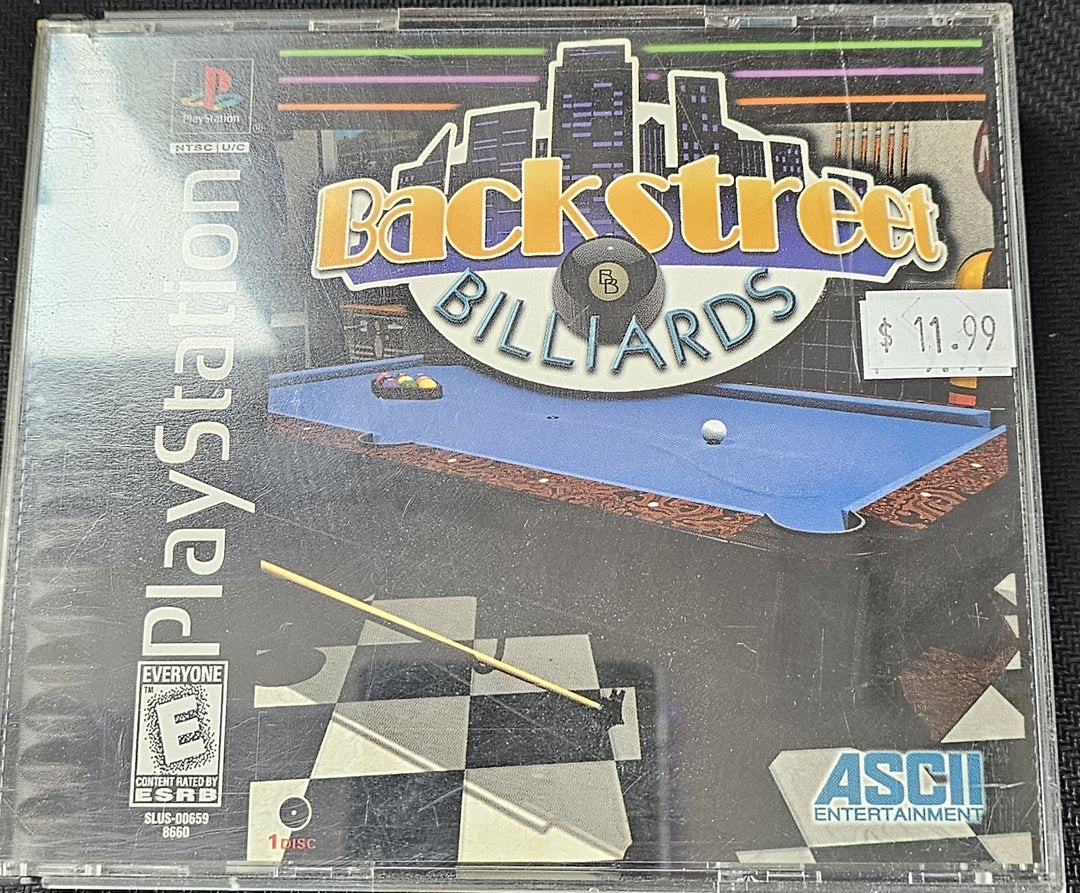 PlayStation
NTSC U/C
PlayStation
Backstreet
BB
BILLIARDS
$ 11.99
EVERYONE
TM
E
CONTENT RATED BY
ESRB
SLUS-00659
8660
1 DISC
ASCII
ENTERTAINMENT